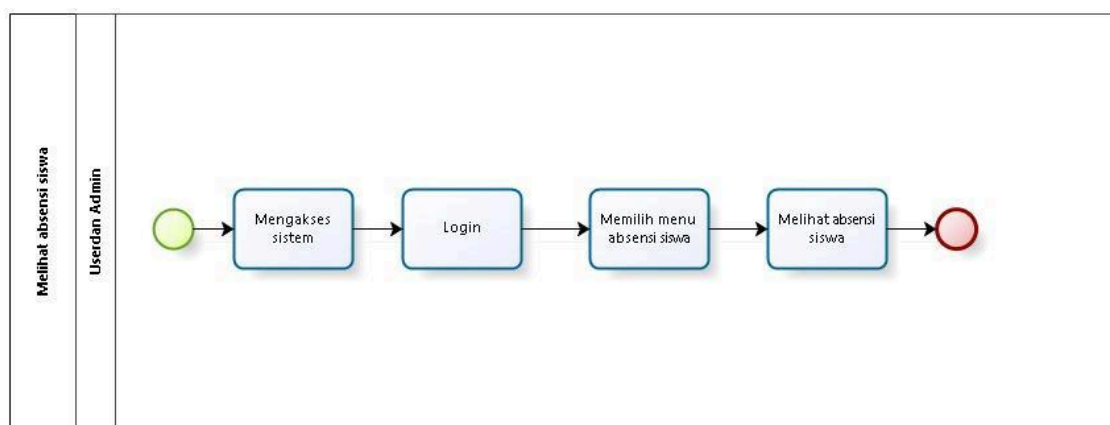 Melihat absensi siswa
Userdan Admin
Mengakses
sistem
Login
Memilih menu
absensi siswa
Melihat absensi
siswa